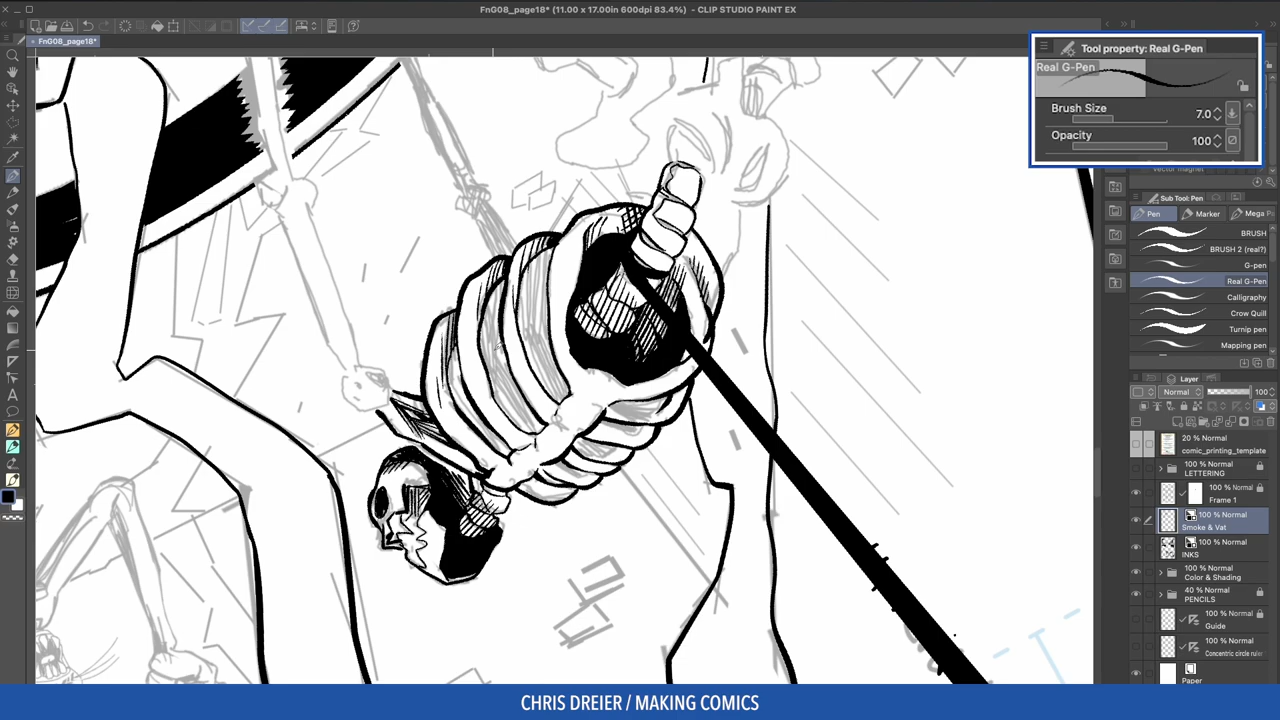 FnG08_page18* (11.00 x 17.00in 600dpi 83.4%) - CLIP STUDIO PAINT EX
FnG08_page18*
Tool property: Real G-Pen
Real G-Pen
Brush Size
7.0
Opacity
100
Vector magnet
Sub Tool: Pen
Pen
Marker
Mega P
BRUSH
BRUSH 2 (real?)
G-pen
Real G-Pen
Calligraphy
Crow Quill
Turnip pen
Mapping pen
Layer
Normal
100
20 % Normal
comic_printing_template
100 % Normal
LETTERING
100 % Normal
Frame 1
100 % Normal
Smoke & Vat
100 % Normal
INKS
100 % Normal
Color & Shading
40 % Normal
PENCILS
100 % Normal
Guide
100 % Normal
Concentric circle ruler
Paper
CHRIS DREIER / MAKING COMICS